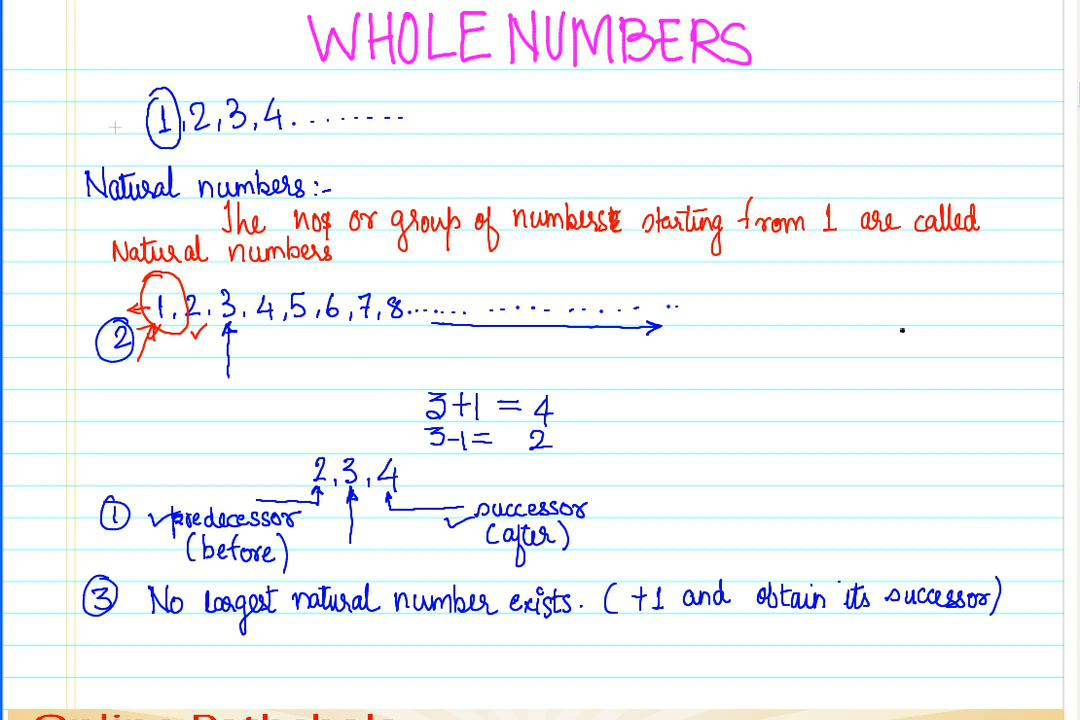 WHOLE NUMBERS
1, 2, 3, 4.........
Natural numbers:-
The nos or group of numbers starting from 1 are called
Natural numbers
1, 2, 3, 4, 5, 6, 7, 8.....................
2
3+1 = 4
3-1 = 2
2, 3, 4
1 predecessor successor
(before) (after)
3 No largest natural number exists. (+1 and obtain its successor)